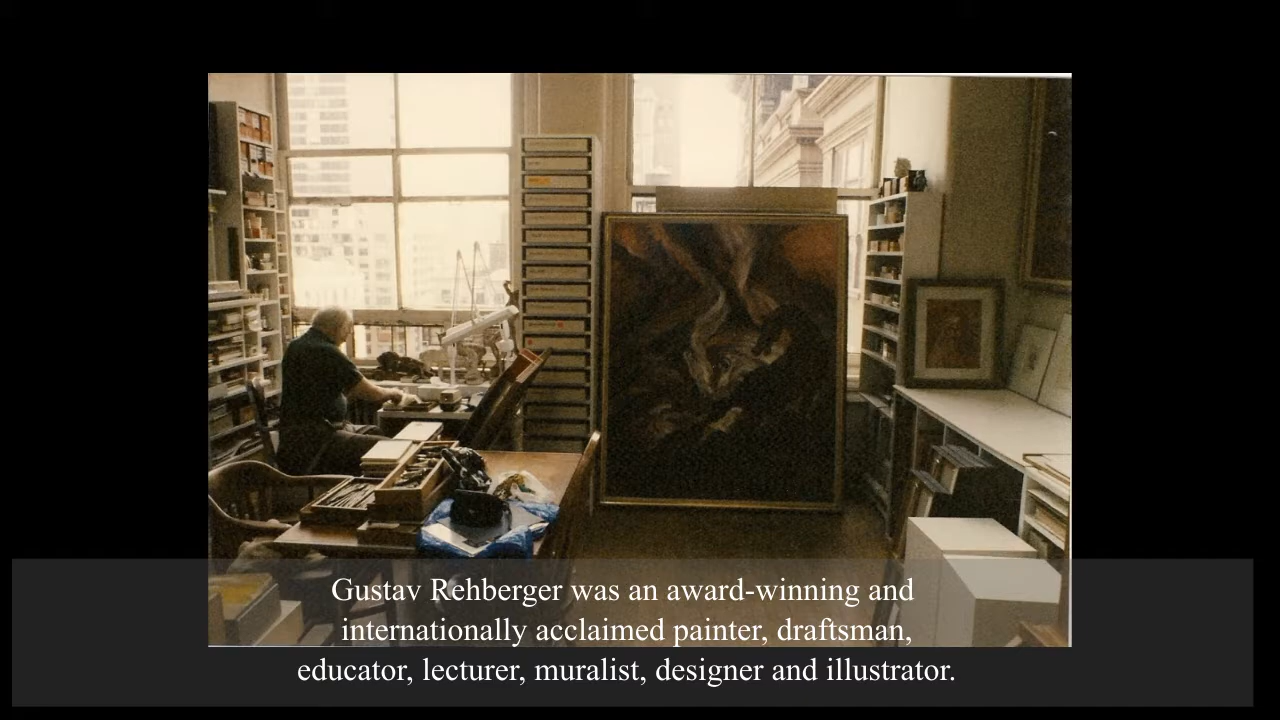 Gustav Rehberger was an award-winning and
internationally acclaimed painter, draftsman,
educator, lecturer, muralist, designer and illustrator.